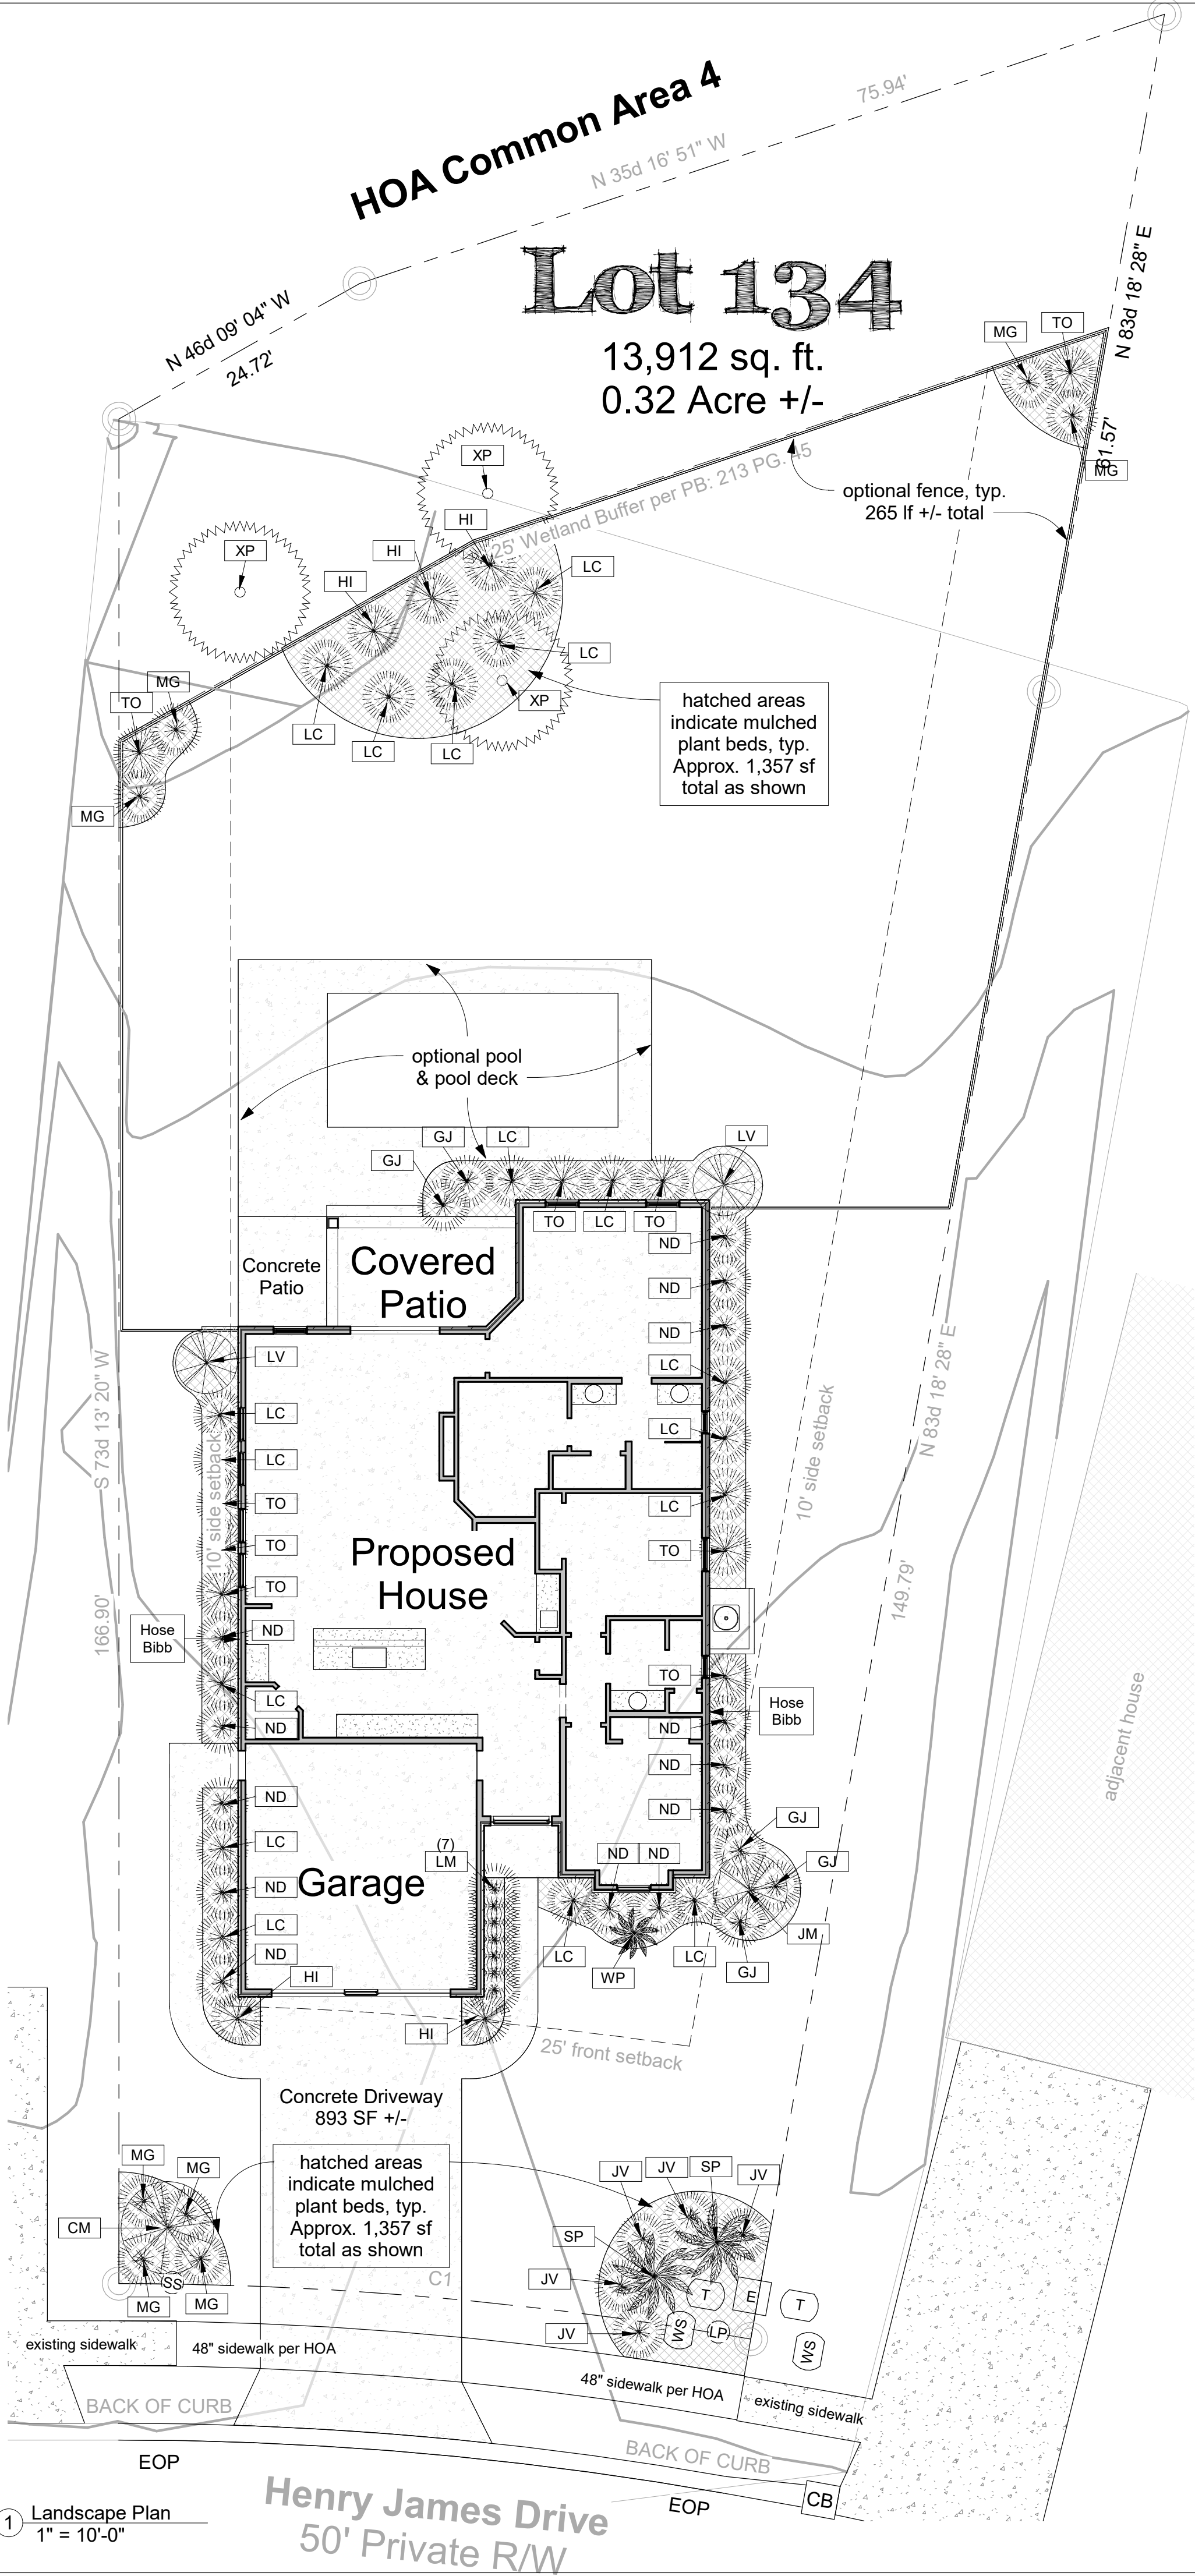 HOA Common Area 4
75.94'
N 35d 16' 51" W
N 46d 09' 04" W
24.72'
Lot 134
13,912 sq. ft.
0.32 Acre +/-
N 83d 18' 28" E
61.57'
MG
TO
MG
XP
25' Wetland Buffer per PB: 213 PG. 45
optional fence, typ.
265 lf +/- total
HI
XP
HI
HI
LC
LC
XP
MG
TO
LC
LC
LC
MG
hatched areas
indicate mulched
plant beds, typ.
Approx. 1,357 sf
total as shown
optional pool
& pool deck
GJ
LC
LV
GJ
TO
LC
TO
ND
Concrete
Patio
Covered
Patio
ND
ND
LV
LC
LC
LC
LC
TO
LC
TO
TO
TO
S 73d 13' 20" W
166.90'
10' side setback
10' side setback
N 83d 18' 28" E
149.79'
Proposed
House
Hose
Bibb
ND
TO
LC
ND
ND
Hose
Bibb
ND
ND
ND
adjacent house
LC
(7)
LM
ND
ND
GJ
GJ
ND
Garage
LC
ND
HI
LC
WP
LC
JM
GJ
HI
25' front setback
Concrete Driveway
893 SF +/-
MG
MG
CM
MG
MG
SS
hatched areas
indicate mulched
plant beds, typ.
Approx. 1,357 sf
total as shown
C1
JV
JV
SP
JV
SP
JV
JV
T
E
T
WS
LP
WS
existing sidewalk
48" sidewalk per HOA
48" sidewalk per HOA
existing sidewalk
BACK OF CURB
BACK OF CURB
EOP
EOP
CB
Henry James Drive
50' Private R/W
1
Landscape Plan
1" = 10'-0"